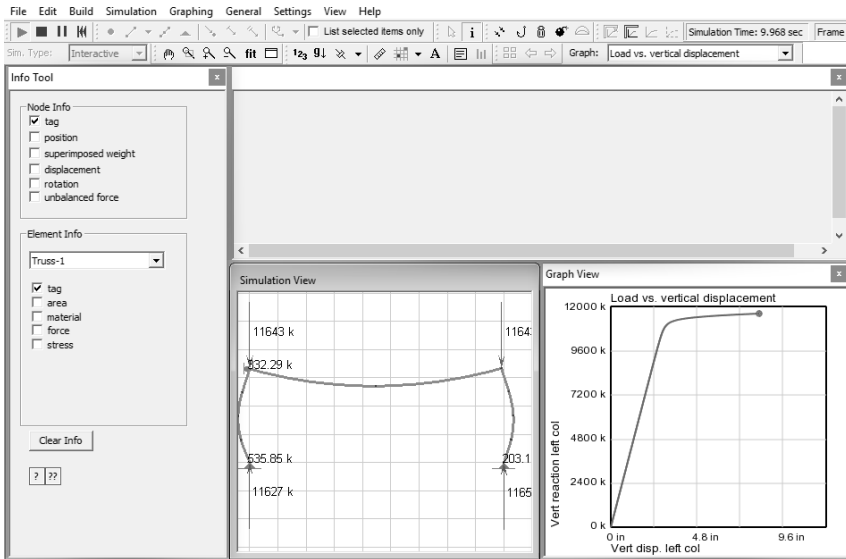 File Edit Build Simulation Graphing General Settings View Help
List selected items only
i
Simulation Time: 9.968 sec
Frame
Sim. Type:
Interactive
fit
A
Graph:
Load vs. vertical displacement
Info Tool
Node Info
tag
position
superimposed weight
displacement
rotation
unbalanced force
Element Info
Truss-1
tag
area
material
force
stress
Clear Info
? ??
Simulation View
11643 k
1164
332.29 k
535.85 k
203.1
11627 k
1165
Graph View
Load vs. vertical displacement
12000 k
9600 k
7200 k
4800 k
2400 k
0 k
Vert reaction left col
0 in 4.8 in 9.6 in
Vert disp. left col